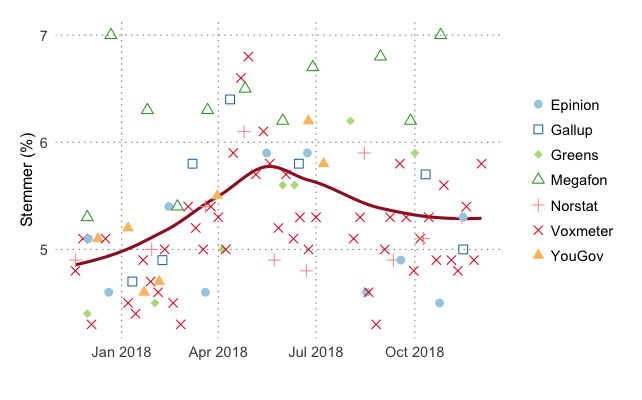 7
6
5
Stemmer (%)
Jan 2018 Apr 2018 Jul 2018 Oct 2018
Epinion
Gallup
Greens
Megafon
Norstat
Voxmeter
YouGov